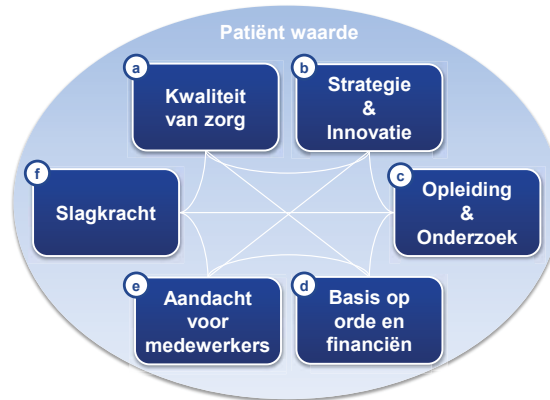 Patiënt waarde
a
Kwaliteit
van zorg
b
Strategie
&
Innovatie
c
Opleiding
&
Onderzoek
d
Basis op
orde en
financiën
e
Aandacht
voor
medewerkers
f
Slagkracht